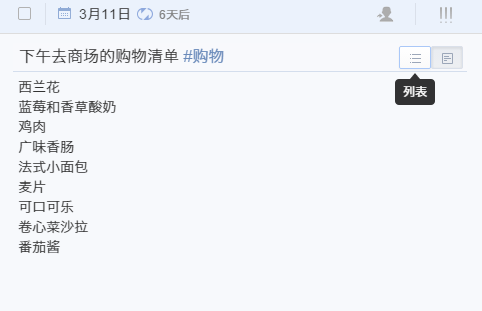 3月11日 6天后 !!!
下午去商场的购物清单 #购物
列表
西兰花
蓝莓和香草酸奶
鸡肉
广味香肠
法式小面包
麦片
可口可乐
卷心菜沙拉
番茄酱